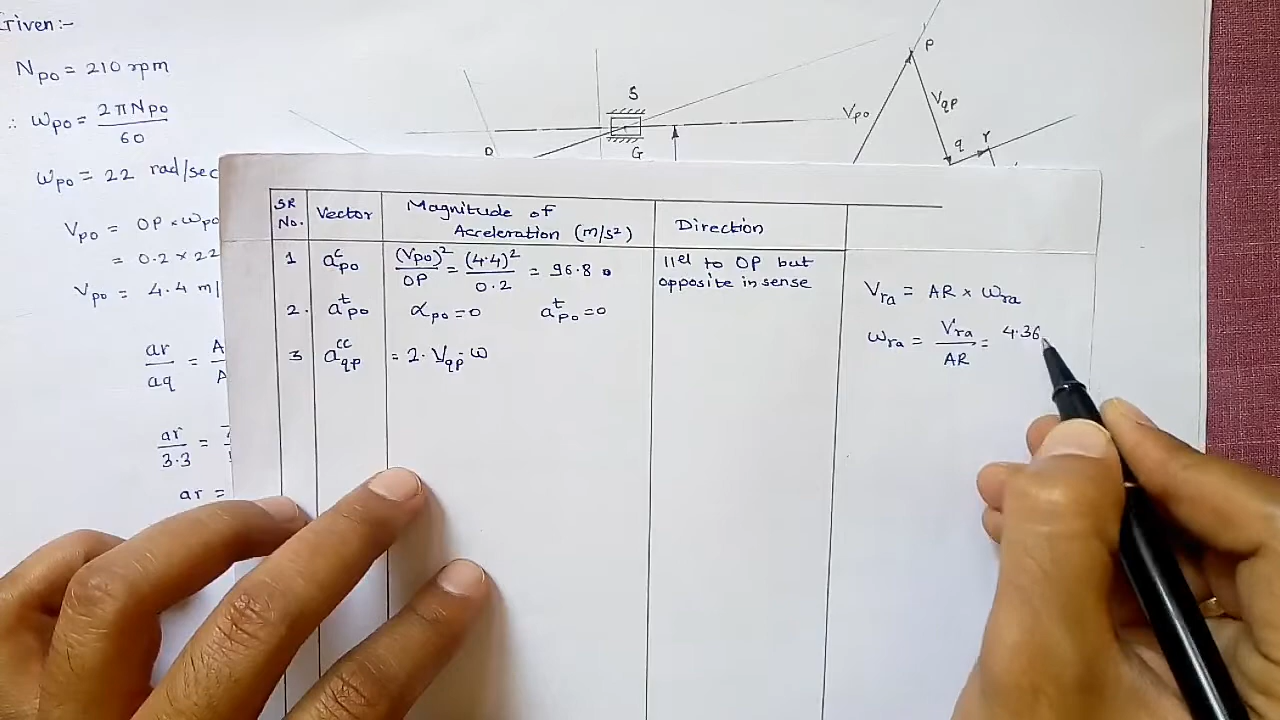 Given:-
Npo = 210 rpm
∴ ωpo = 2πNpo / 60
ωpo = 22 rad/sec
Vpo = OP × ωpo
= 0.2 × 22
Vpo = 4.4 m/
ar / aq = A
ar / 3.3 =
ar =
S
G
Vpo
P
Vqp
q
r
SR No.
Vector
Magnitude of Acceleration (m/s²)
Direction
1
a^c_po
(Vpo)² / OP = (4.4)² / 0.2 = 96.8
11el to OP but
opposite in sense
2.
a^t_po
αpo = 0 a^t_po = 0
3
a^cc_qp
= 2. Vqp. ω
Vra = AR × ωra
ωra = Vra / AR = 4.36